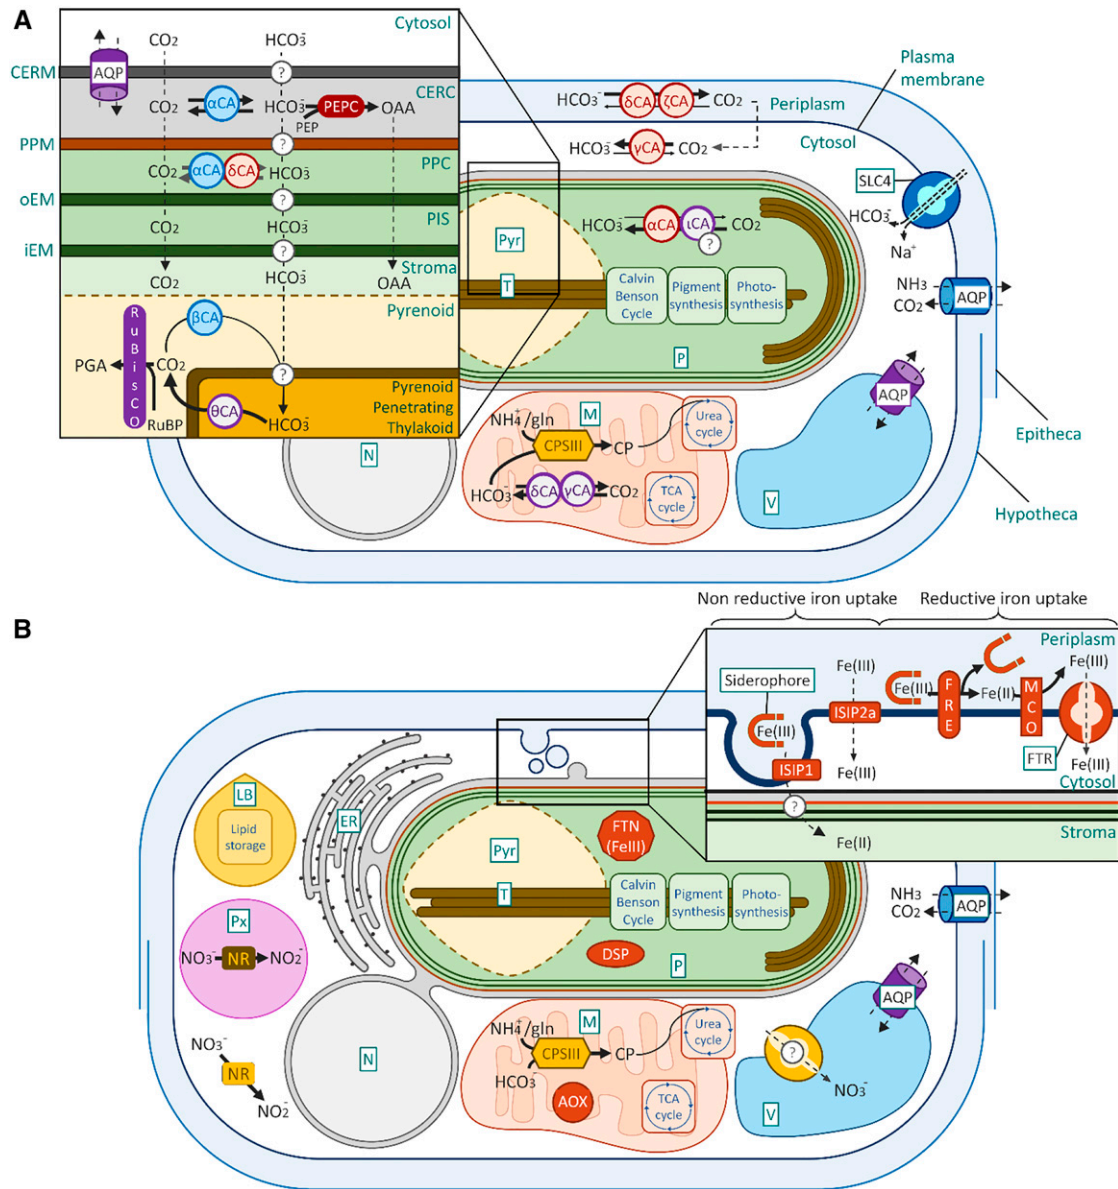 A
Cytosol
CO2
HCO3-
CERM
AQP
?
CERC
CO2
αCA
HCO3-
PEPC
OAA
PEP
PPM
?
PPC
CO2
αCA
δCA
HCO3-
oEM
?
PIS
CO2
HCO3-
iEM
?
Stroma
CO2
HCO3-
OAA
Pyrenoid
βCA
RuBisCO
PGA
CO2
?
Pyrenoid
Penetrating
Thylakoid
θCA
HCO3-
RuBP
Plasma
membrane
HCO3-
δCA
ζCA
CO2
Periplasm
Cytosol
HCO3-
γCA
CO2
SLC4
HCO3-
Na+
HCO3-
αCA
ιCA
CO2
?
Pyr
T
Calvin
Benson
Cycle
Pigment
synthesis
Photo-
synthesis
NH3
CO2
AQP
P
AQP
NH4+/gln
M
Urea
cycle
CPSIII
CP
N
Epitheca
HCO3-
δCA
γCA
CO2
TCA
cycle
V
Hypotheca
B
Non reductive iron uptake
Reductive iron uptake
Periplasm
Siderophore
Fe(III)
Fe(III)
FRE
Fe(II)
MCO
Fe(III)
Fe(III)
ISIP2a
ISIP1
Fe(III)
FTR
Fe(III)
Cytosol
?
Stroma
Fe(II)
LB
Lipid
storage
ER
FTN
(FeIII)
Pyr
T
Calvin
Benson
Cycle
Pigment
synthesis
Photo-
synthesis
NH3
CO2
AQP
Px
NO3-
NR
NO2-
DSP
P
AQP
NO3-
NR
NO2-
N
NH4+/gln
M
Urea
cycle
CPSIII
CP
HCO3-
AOX
TCA
cycle
?
NO3-
V